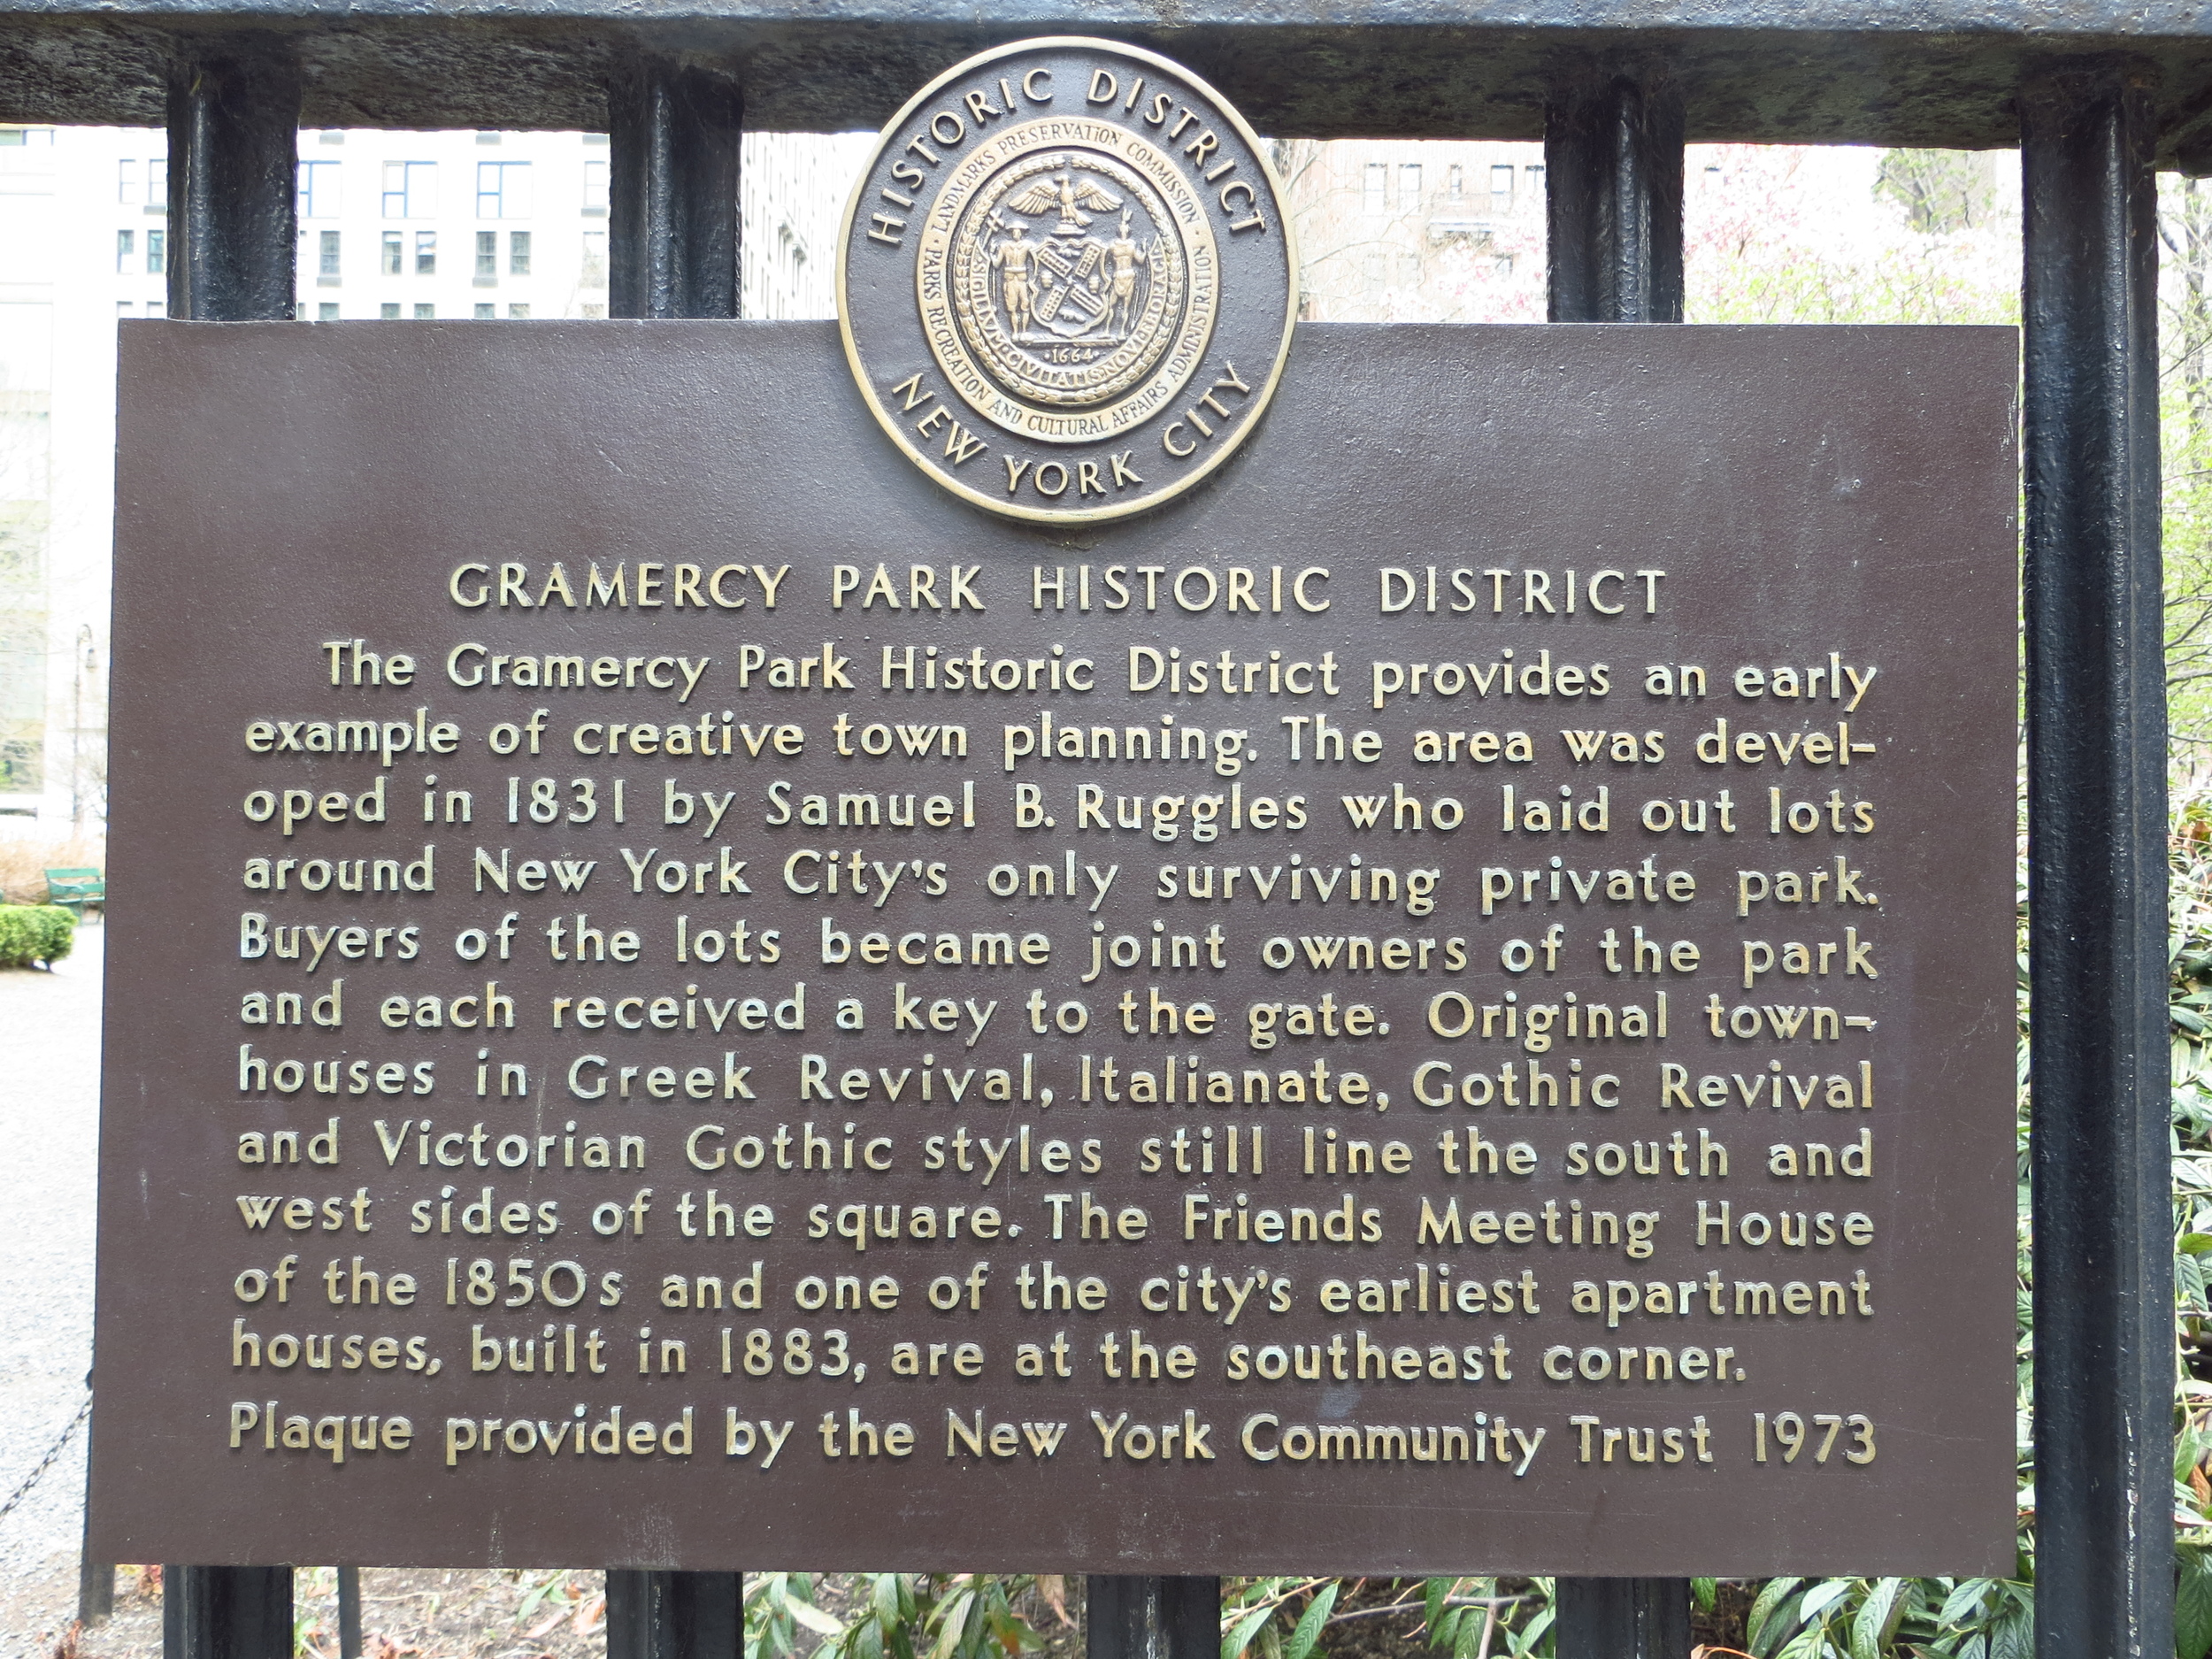 HISTORIC DISTRICT
LANDMARKS PRESERVATION COMMISSION ·
PARKS RECREATION AND CULTURAL AFFAIRS ADMINISTRATION ·
·1664·
SIGILLVM·CIVITATIS·NOVI·EBORACI
NEW YORK CITY
GRAMERCY PARK HISTORIC DISTRICT
The Gramercy Park Historic District provides an early
example of creative town planning. The area was devel-
oped in 1831 by Samuel B. Ruggles who laid out lots
around New York City's only surviving private park.
Buyers of the lots became joint owners of the park
and each received a key to the gate. Original town-
houses in Greek Revival, Italianate, Gothic Revival
and Victorian Gothic styles still line the south and
west sides of the square. The Friends Meeting House
of the 1850s and one of the city's earliest apartment
houses, built in 1883, are at the southeast corner.
Plaque provided by the New York Community Trust 1973